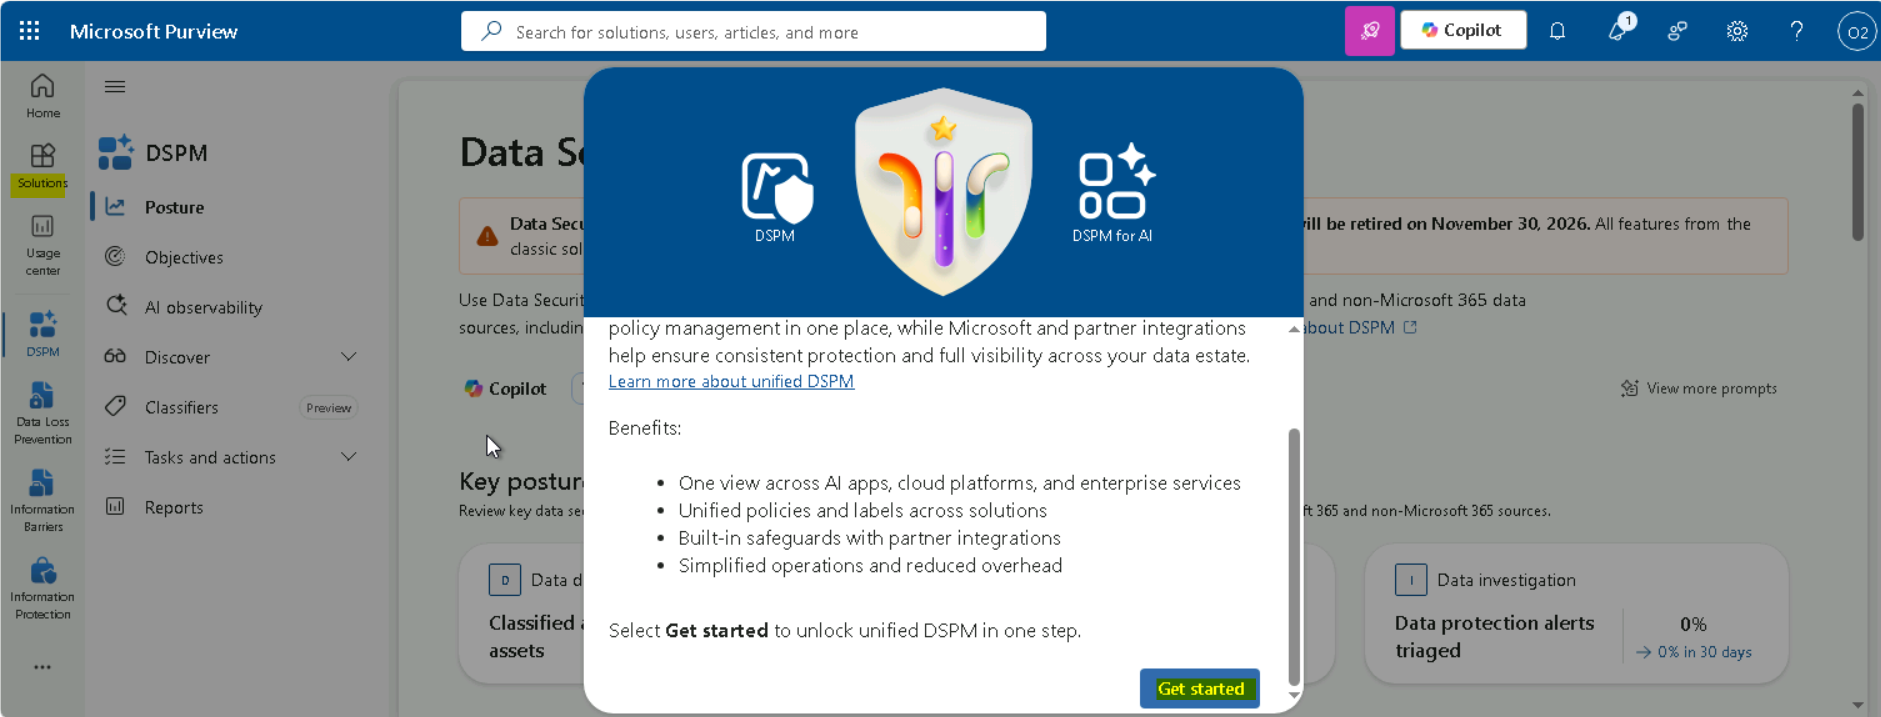 Microsoft Purview
Search for solutions, users, articles, and more
Copilot
1
?
O2
Home
Solutions
Usage
center
DSPM
Data Loss
Prevention
Information
Barriers
Information
Protection
...
DSPM
Posture
Objectives
AI observability
Discover
Classifiers
Preview
Tasks and actions
Reports
Data
Data Secu
will be retired on November 30, 2026. All features from the
classic
Use Data Securit
and non-Microsoft 365 data
sources, includin
about DSPM
Copilot
View more prompts
Key postur
Review key data se
ft 365 and non-Microsoft 365 sources.
D
Data
Classified
assets
I
Data investigation
Data protection alerts
triaged
0%
→ 0% in 30 days
DSPM
DSPM for AI
policy management in one place, while Microsoft and partner integrations
help ensure consistent protection and full visibility across your data estate.
Learn more about unified DSPM
Benefits:
• One view across AI apps, cloud platforms, and enterprise services
• Unified policies and labels across solutions
• Built-in safeguards with partner integrations
• Simplified operations and reduced overhead
Select Get started to unlock unified DSPM in one step.
Get started